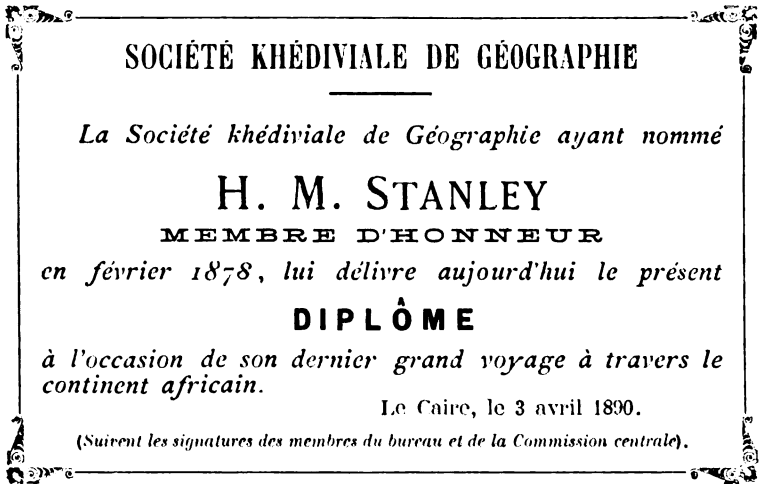 SOCIÉTÉ KHÉDIVIALE DE GÉOGRAPHIE
La Société khédiviale de Géographie ayant nommé
H. M. STANLEY
MEMBRE D'HONNEUR
en février 1878, lui délivre aujourd'hui le présent
DIPLÔME
à l'occasion de son dernier grand voyage à travers le
continent africain.
Le Caire, le 3 avril 1890.
(Suivent les signatures des membres du bureau et de la Commission centrale).